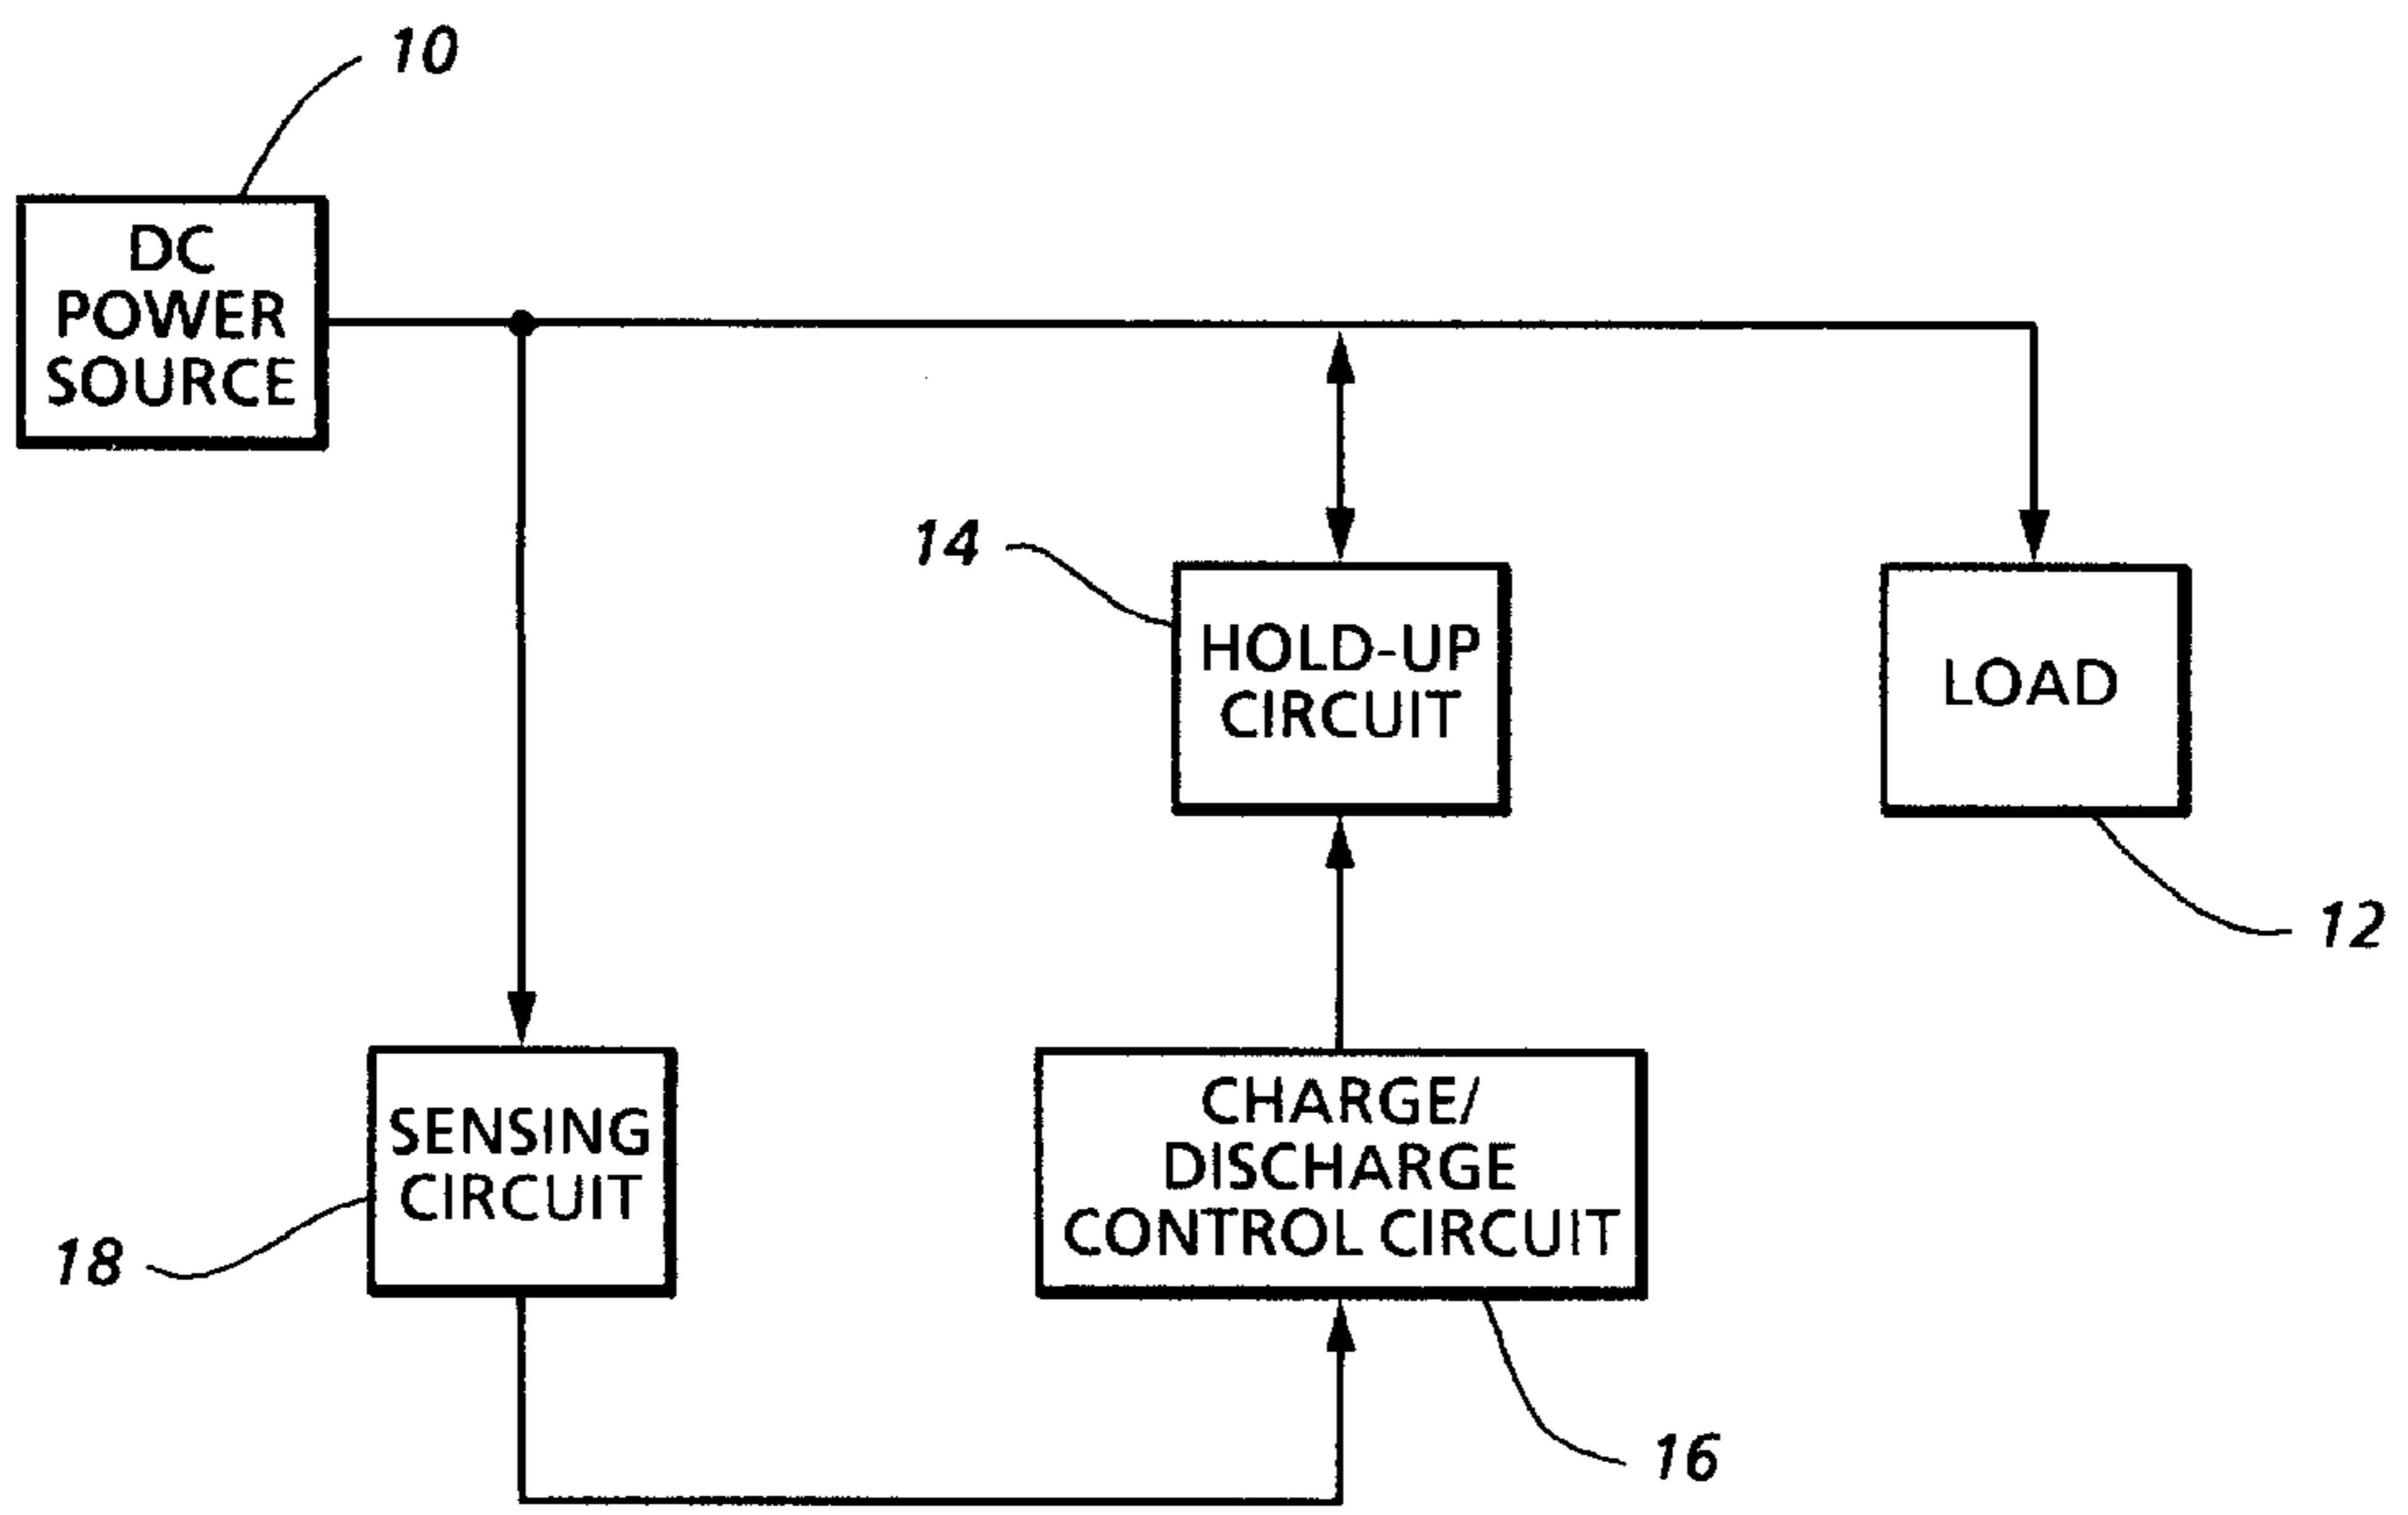 10
DC
POWER
SOURCE
14
HOLD-UP
CIRCUIT
LOAD
12
SENSING
CIRCUIT
18
CHARGE/
DISCHARGE
CONTROL CIRCUIT
16